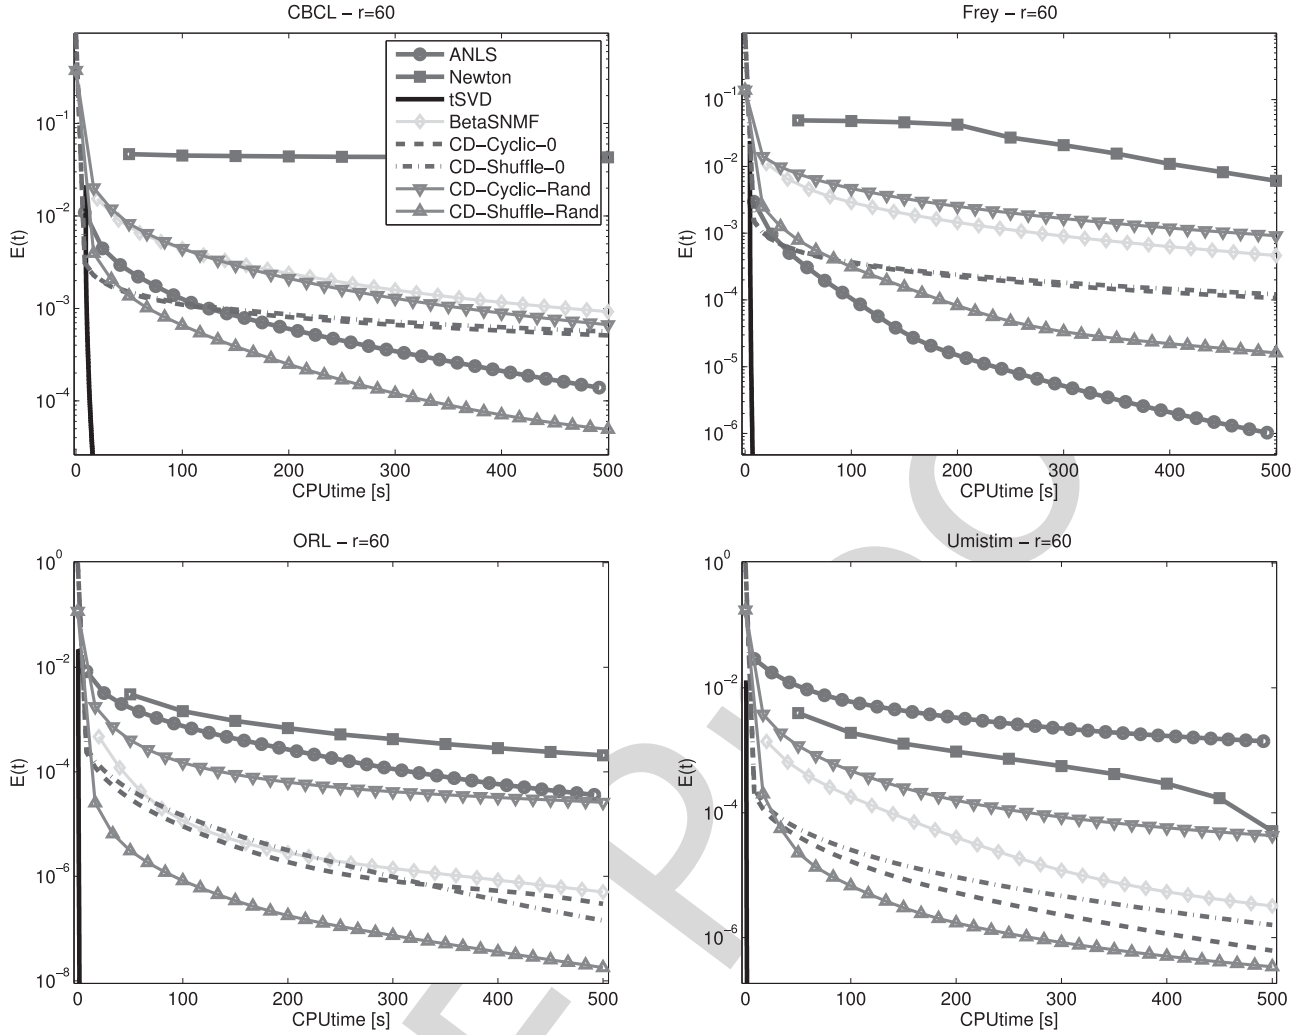 CBCL – r=60
E(t)
10⁻¹
10⁻²
10⁻³
10⁻⁴
0 100 200 300 400 500
CPUtime [s]
ANLS
Newton
tSVD
BetaSNMF
CD–Cyclic–0
CD–Shuffle–0
CD–Cyclic–Rand
CD–Shuffle–Rand
Frey – r=60
E(t)
10⁻¹
10⁻²
10⁻³
10⁻⁴
10⁻⁵
10⁻⁶
0 100 200 300 400 500
CPUtime [s]
ORL – r=60
E(t)
10⁰
10⁻²
10⁻⁴
10⁻⁶
10⁻⁸
0 100 200 300 400 500
CPUtime [s]
Umistim – r=60
E(t)
10⁰
10⁻²
10⁻⁴
10⁻⁶
0 100 200 300 400 500
CPUtime [s]